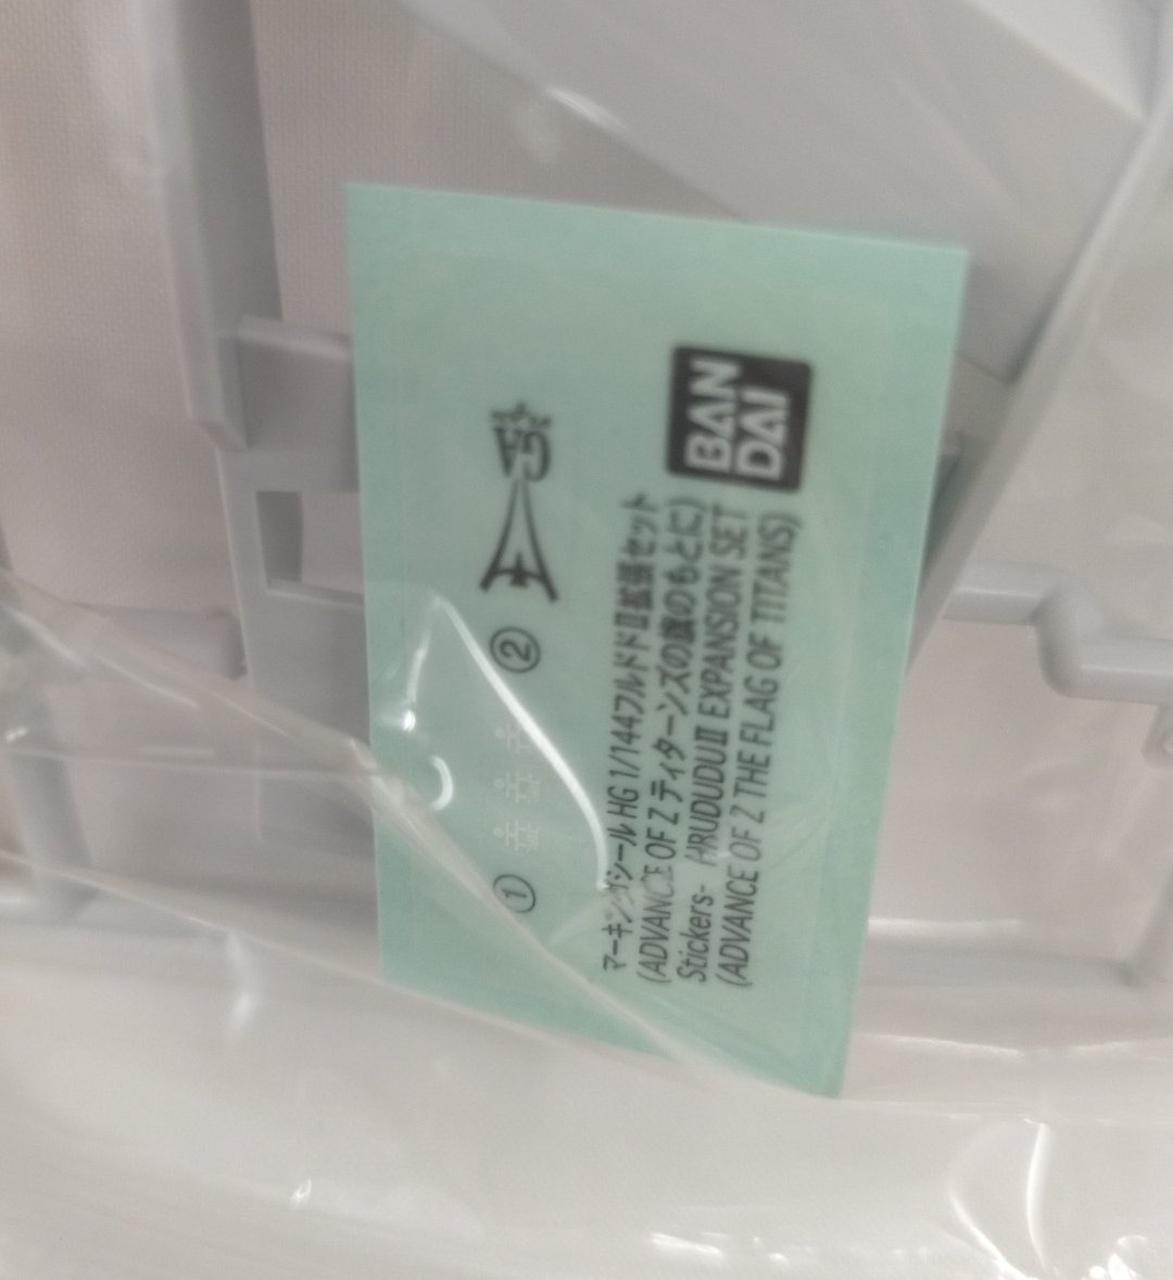 ① ②
マーキングシール HG 1/144フルドドⅡ拡張セット
(ADVANCE OF Z ティターンズの旗のもとに)
Stickers- HRUDUDUⅡ EXPANSION SET
(ADVANCE OF Z THE FLAG OF TITANS)
BAN
DAI